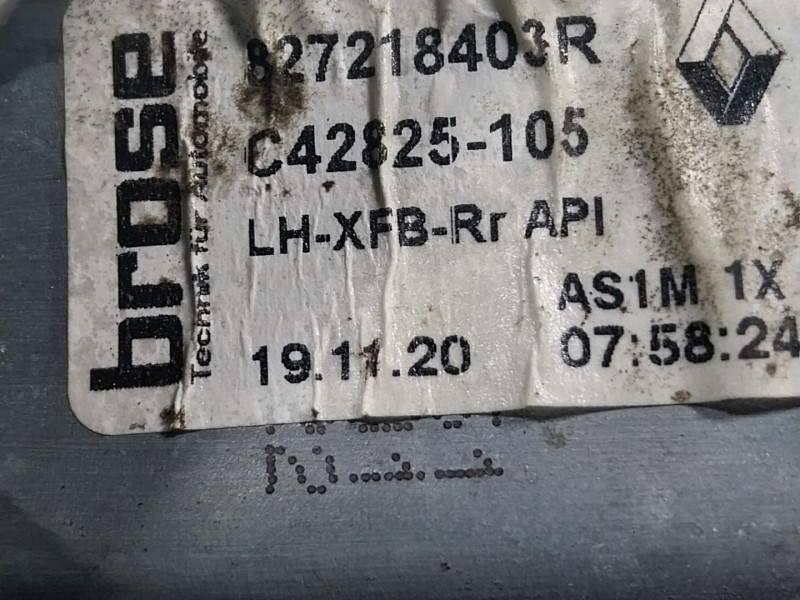 brose
Technik für Automobile
827218403R
C42825-105
LH-XFB-Rr API
AS1M 1X
19.11.20
07:58:24